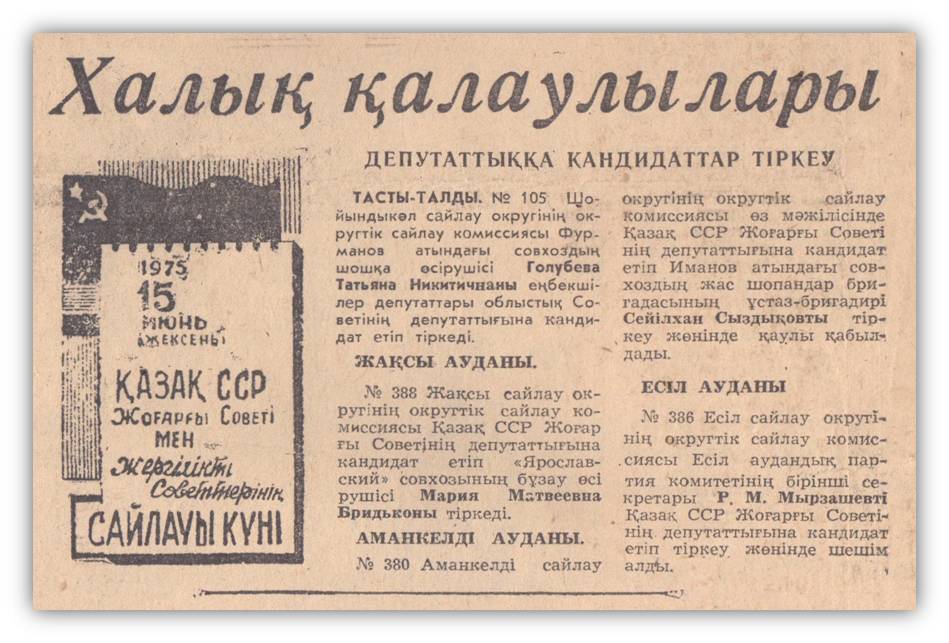 Халық қалаулылары
1975
15
ИЮНЬ
ЖЕКСЕНБІ
ҚАЗАҚ ССР
Жоғарғы Советі
МЕН
Жергілікті
Советтерінің
САЙЛАУЫ КҮНІ
ДЕПУТАТТЫҚҚА КАНДИДАТТАР ТІРКЕУ
ТАСТЫ-ТАЛДЫ. № 105 Шо-
йындыкөл сайлау округінің ок-
ругтік сайлау комиссиясы Фур-
манов атындағы совхоздың
шошқа өсірушісі Голубева
Татьяна Никитичнаны еңбекші-
лер депутаттары облыстық Со-
ветінің депутаттығына канди-
дат етіп тіркеді.
ЖАҚСЫ АУДАНЫ.
№ 388 Жақсы сайлау ок-
ругінің округтік сайлау ко-
миссиясы Қазақ ССР Жоғар
ғы Советінің депутаттығына
кандидат етіп «Ярослав-
ский» совхозының бұзау өсі
рушісі Мария Матвеевна
Бридьконы тіркеді.
АМАНКЕЛДІ АУДАНЫ.
№ 380 Аманкелді сайлау
округінің округтік сайлау
комиссиясы өз мәжілісінде
Қазақ ССР Жоғарғы Советі
нің депутаттығына кандидат
етіп Иманов атындағы сов-
хоздың жас шопандар бри-
гадасының ұстаз-бригадирі
Сейілхан Сыздықовты тір-
кеу жөнінде қаулы қабыл-
дады.
ЕСІЛ АУДАНЫ
№ 386 Есіл сайлау округі-
нің округтік сайлау комис-
сиясы Есіл аудандық пар-
тия комитетінің бірінші се-
кретары Р. М. Мырзашевті
Қазақ ССР Жоғарғы Советі-
нің депутаттығына кандидат
етіп тіркеу жөнінде шешім
алды.